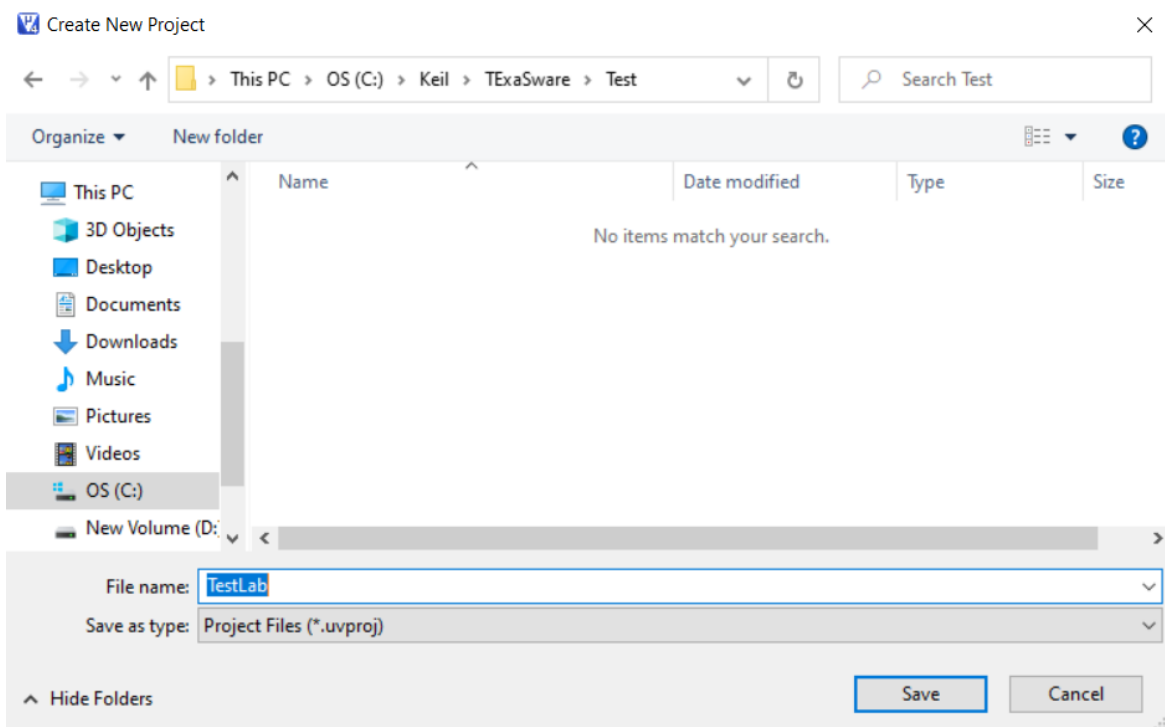 Create New Project
This PC > OS (C:) > Keil > TExaSware > Test
Search Test
Organize
New folder
Name
Date modified
Type
Size
No items match your search.
This PC
3D Objects
Desktop
Documents
Downloads
Music
Pictures
Videos
OS (C:)
New Volume (D:
File name: TestLab
Save as type: Project Files (*.uvproj)
Hide Folders
Save
Cancel